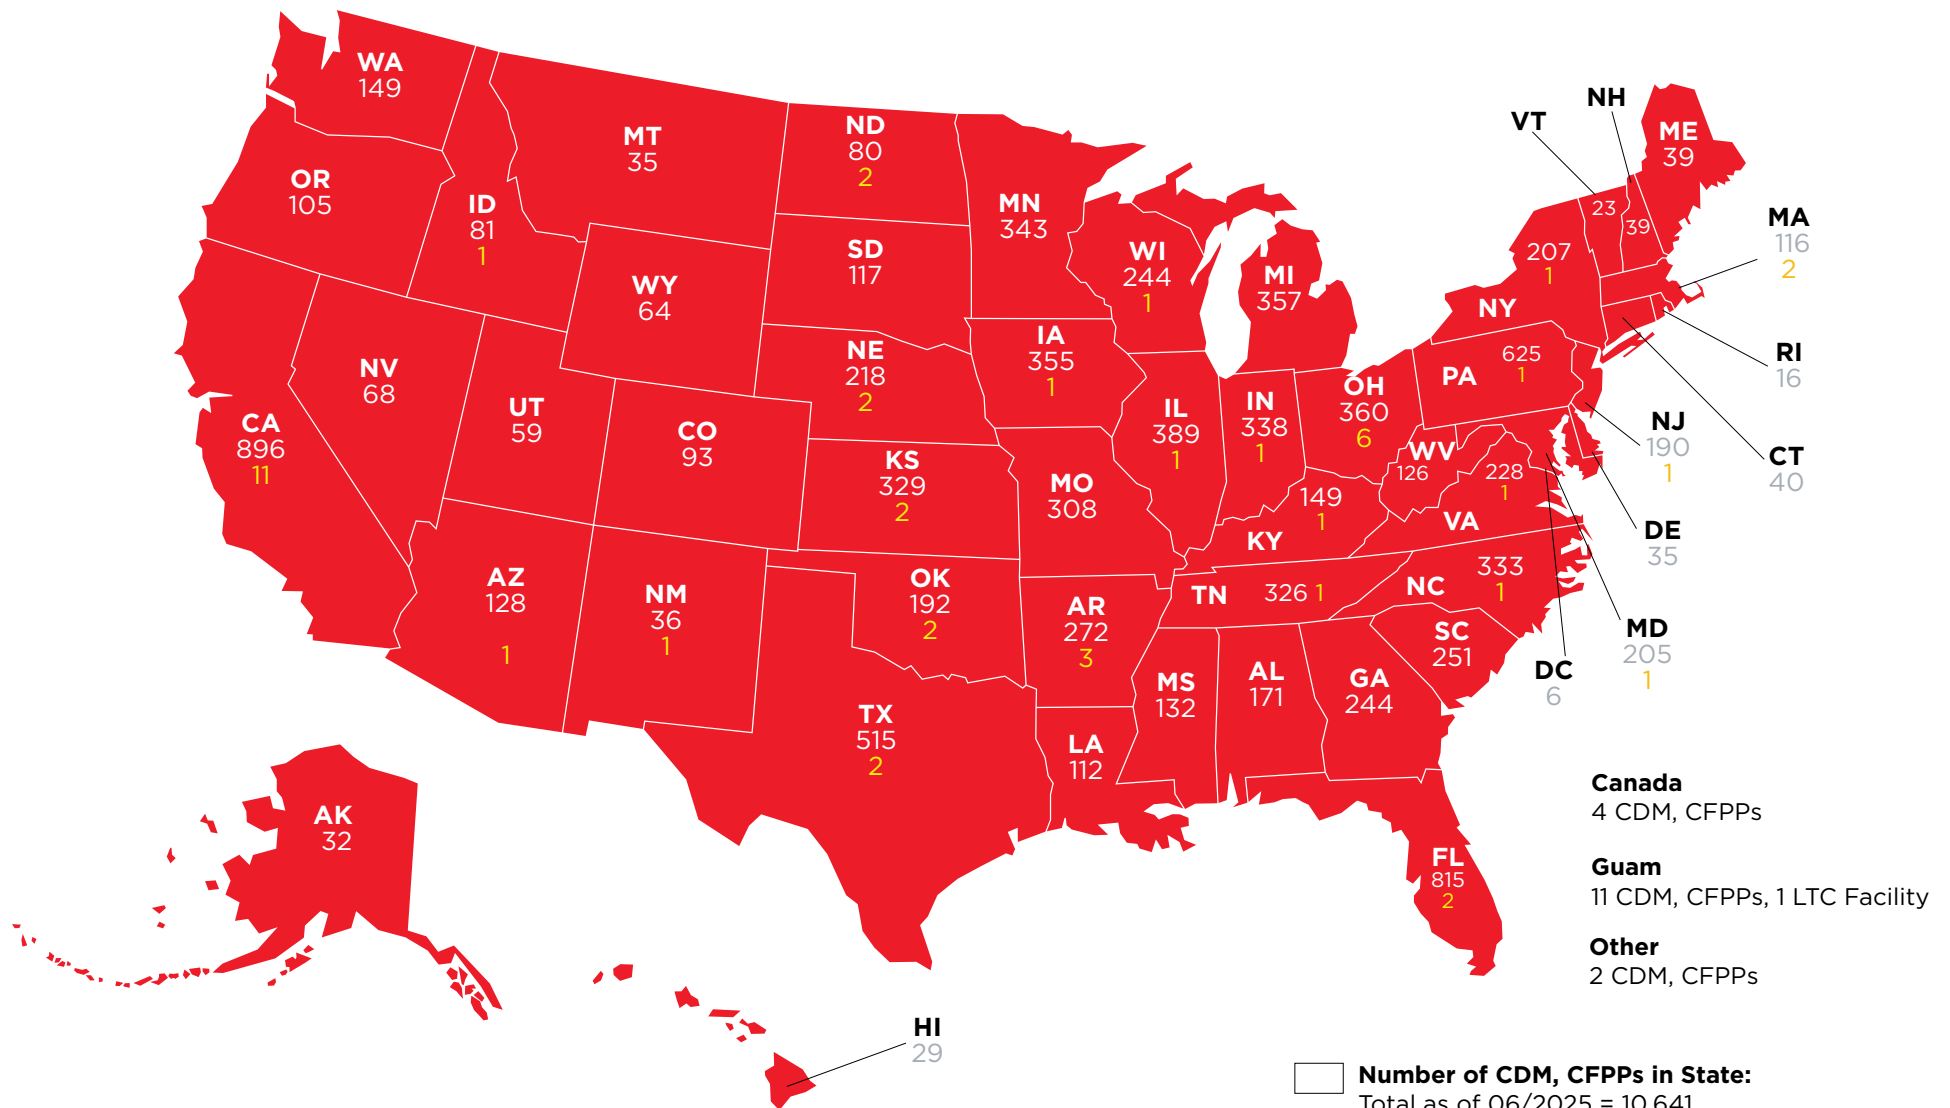 WA
149
OR
105
ID
81
1
MT
35
ND
80
2
MN
343
SD
117
WY
64
WI
244
1
MI
357
VT
23
NH
39
ME
39
MA
116
2
207
1
NY
RI
16
CT
40
NJ
190
1
PA
625
1
OH
360
6
IN
338
1
IL
389
1
IA
355
1
NE
218
2
NV
68
UT
59
CO
93
CA
896
11
KS
329
2
MO
308
WV
126
228
1
VA
149
1
KY
DE
35
MD
205
1
DC
6
AZ
128
1
NM
36
1
OK
192
2
AR
272
3
TN 326 1
NC
333
1
SC
251
MS
132
AL
171
GA
244
TX
515
2
LA
112
FL
815
2
AK
32
HI
29
Canada
4 CDM, CFPPs
Guam
11 CDM, CFPPs, 1 LTC Facility
Other
2 CDM, CFPPs
Number of CDM, CFPPs in State:
Total as of 06/2025 = 10,641